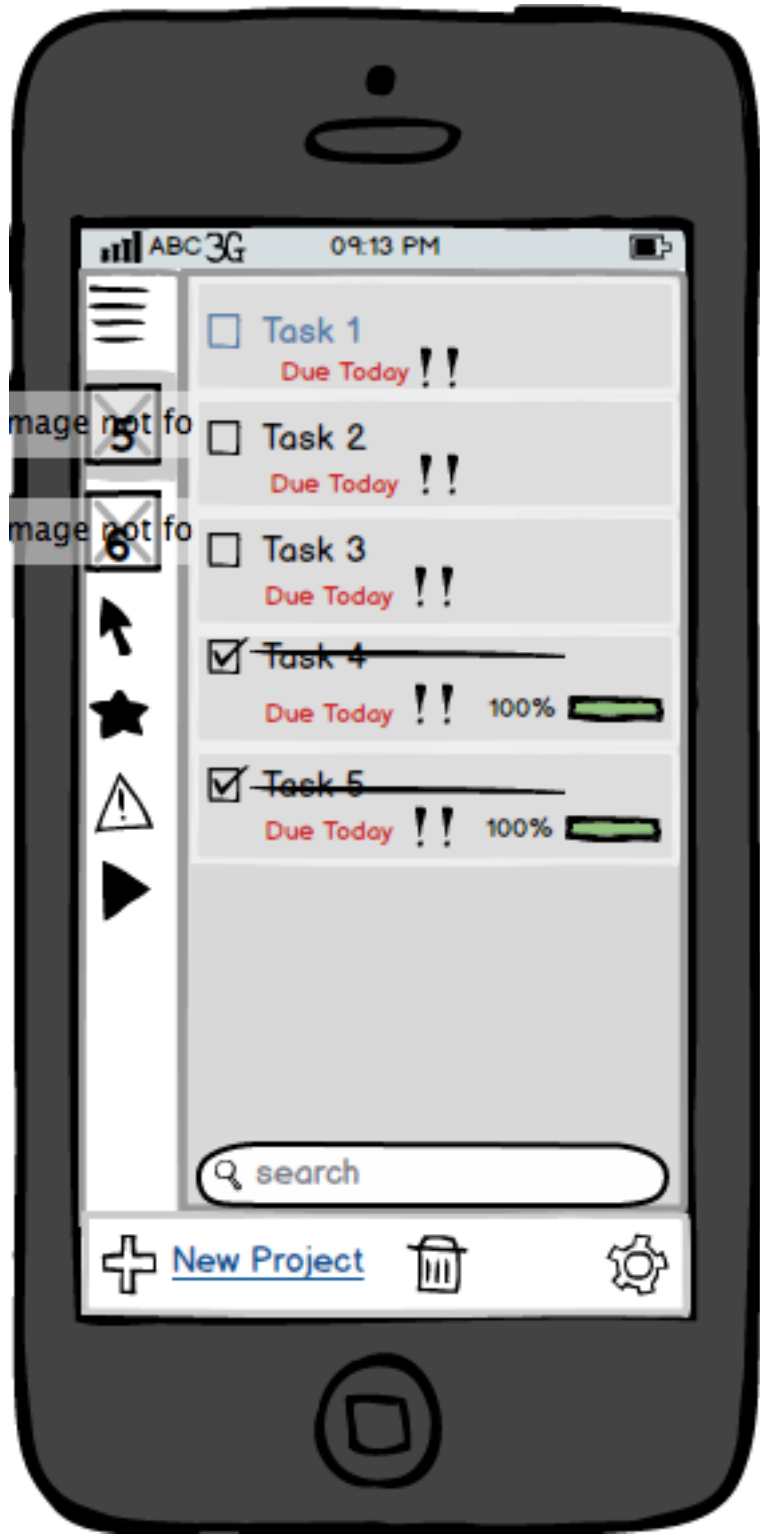 ABC 3G 09:13 PM
Task 1
Due Today !!
mage not fo
5
Task 2
Due Today !!
mage not fo
6
Task 3
Due Today !!
Task 4
Due Today !! 100%
Task 5
Due Today !! 100%
search
New Project